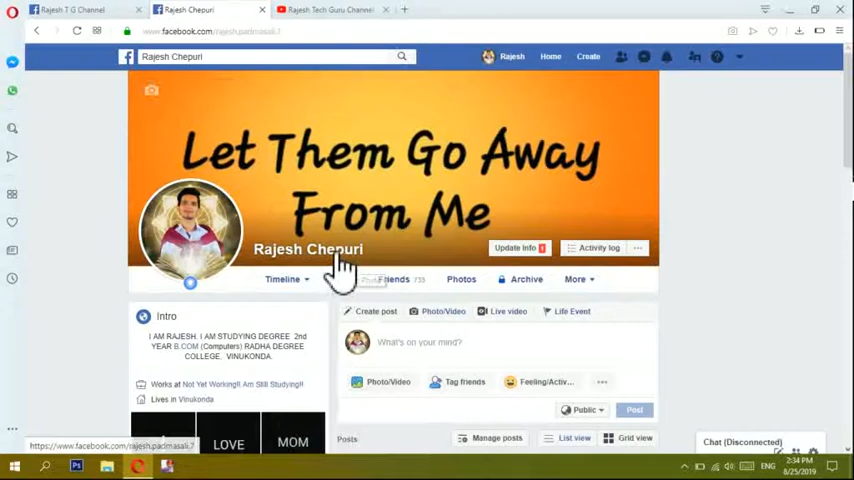 Rajesh T G Channel
Rajesh Chepuri
Rajesh Tech Guru Channel
www.facebook.com/rajesh.padmasali.7
Rajesh Chepuri
Rajesh
Home
Create
Let Them Go Away
From Me
Rajesh Chepuri
Update Info 1
Activity log
Timeline
Friends 733
Photos
Archive
More
Intro
I AM RAJESH. I AM STUDYING DEGREE 2nd
YEAR B.COM (Computers) RADHA DEGREE
COLLEGE. VINUKONDA.
Works at Not Yet Working!! Am Still Studying!!
Lives in Vinukonda
LOVE
MOM
Create post
Photo/Video
Live video
Life Event
What's on your mind?
Photo/Video
Tag friends
Feeling/Activ...
Public
Post
Posts
Manage posts
List view
Grid view
Chat (Disconnected)
https://www.facebook.com/rajesh.padmasali.7
Ps
ENG
2:34 PM
8/25/2019